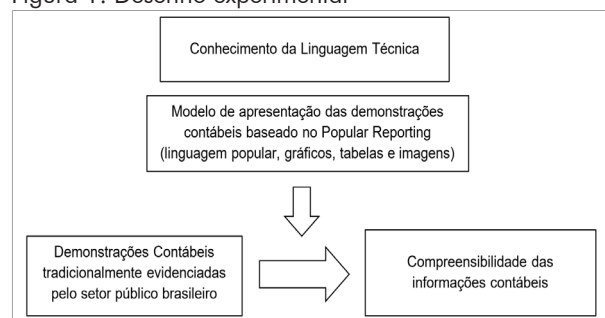 Figura 1: Desenho experimental
Conhecimento da Linguagem Técnica
Modelo de apresentação das demonstrações
contábeis baseado no Popular Reporting
(linguagem popular, gráficos, tabelas e imagens)
Demonstrações Contábeis
tradicionalmente evidenciadas
pelo setor público brasileiro
Compreensibilidade das
informações contábeis